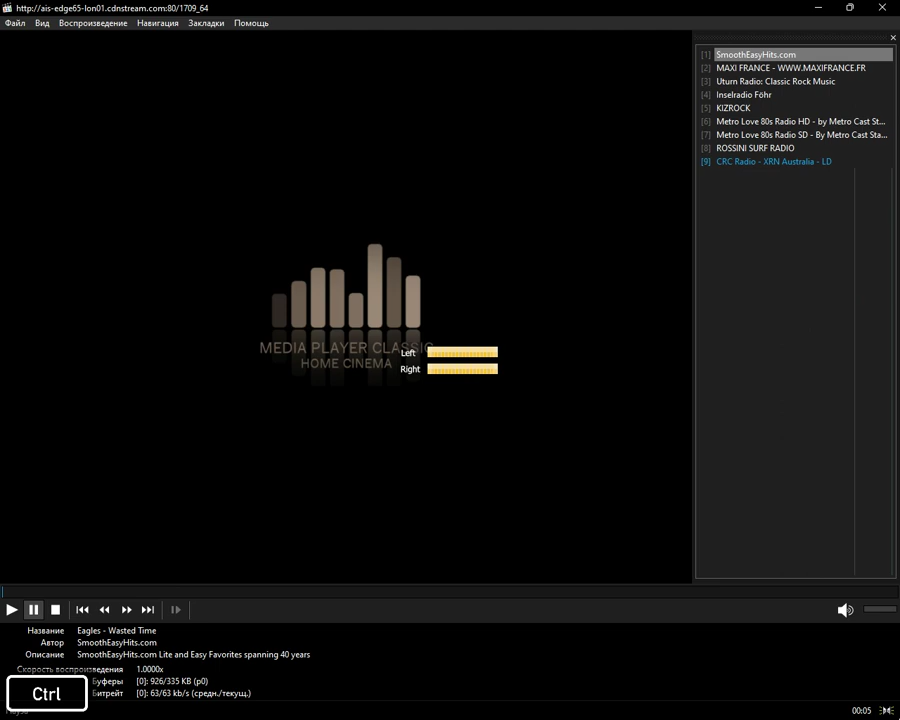 http://ais-edge65-lon01.cdnstream.com:80/1709_64
Файл Вид Воспроизведение Навигация Закладки Помощь
[1] SmoothEasyHits.com
[2] MAXI FRANCE - WWW.MAXIFRANCE.FR
[3] Uturn Radio: Classic Rock Music
[4] Inselradio Föhr
[5] KIZROCK
[6] Metro Love 80s Radio HD - by Metro Cast St...
[7] Metro Love 80s Radio SD - By Metro Cast Sta...
[8] ROSSINI SURF RADIO
[9] CRC Radio - XRN Australia - LD
MEDIA PLAYER CLASSIC
HOME CINEMA
Left
Right
Название Eagles - Wasted Time
Автор SmoothEasyHits.com
Описание SmoothEasyHits.com Lite and Easy Favorites spanning 40 years
Скорость воспроизведения 1.0000x
Буферы [0]: 926/335 KB (p0)
Битрейт [0]: 63/63 kb/s (средн./текущ.)
Ctrl
00:05